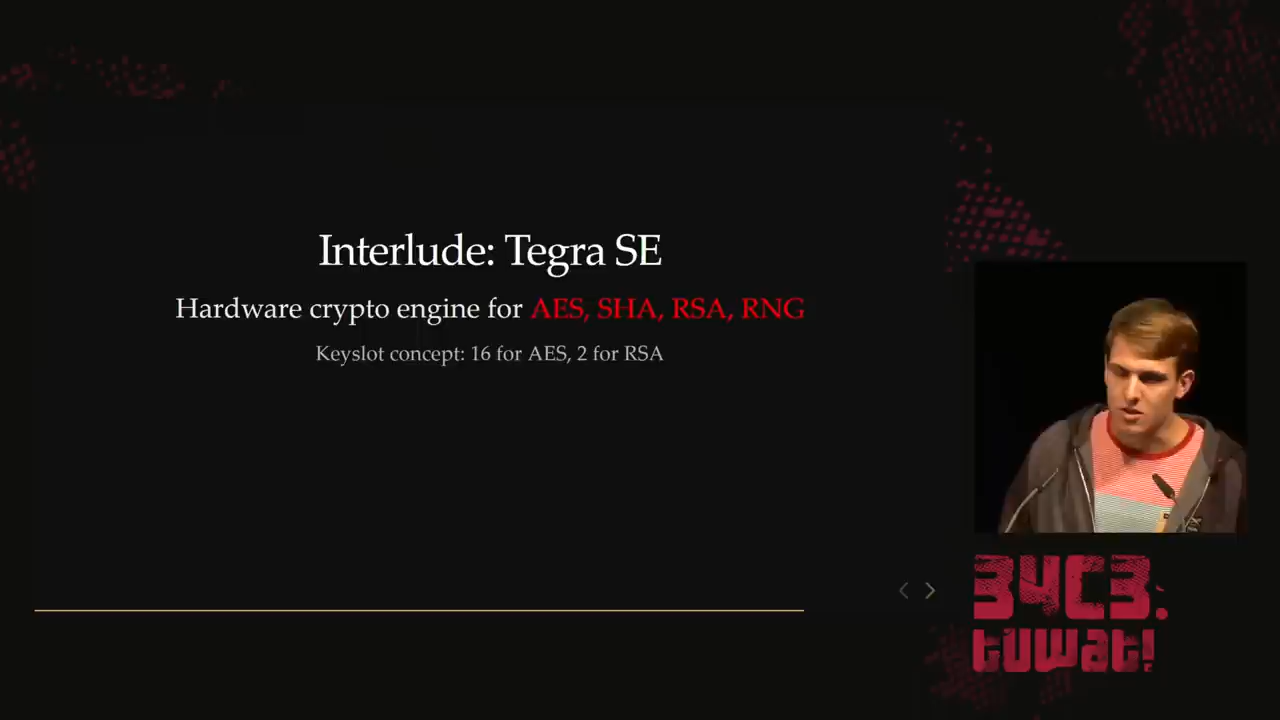 Interlude: Tegra SE
Hardware crypto engine for AES, SHA, RSA, RNG
Keyslot concept: 16 for AES, 2 for RSA
34C3:
tuwat!